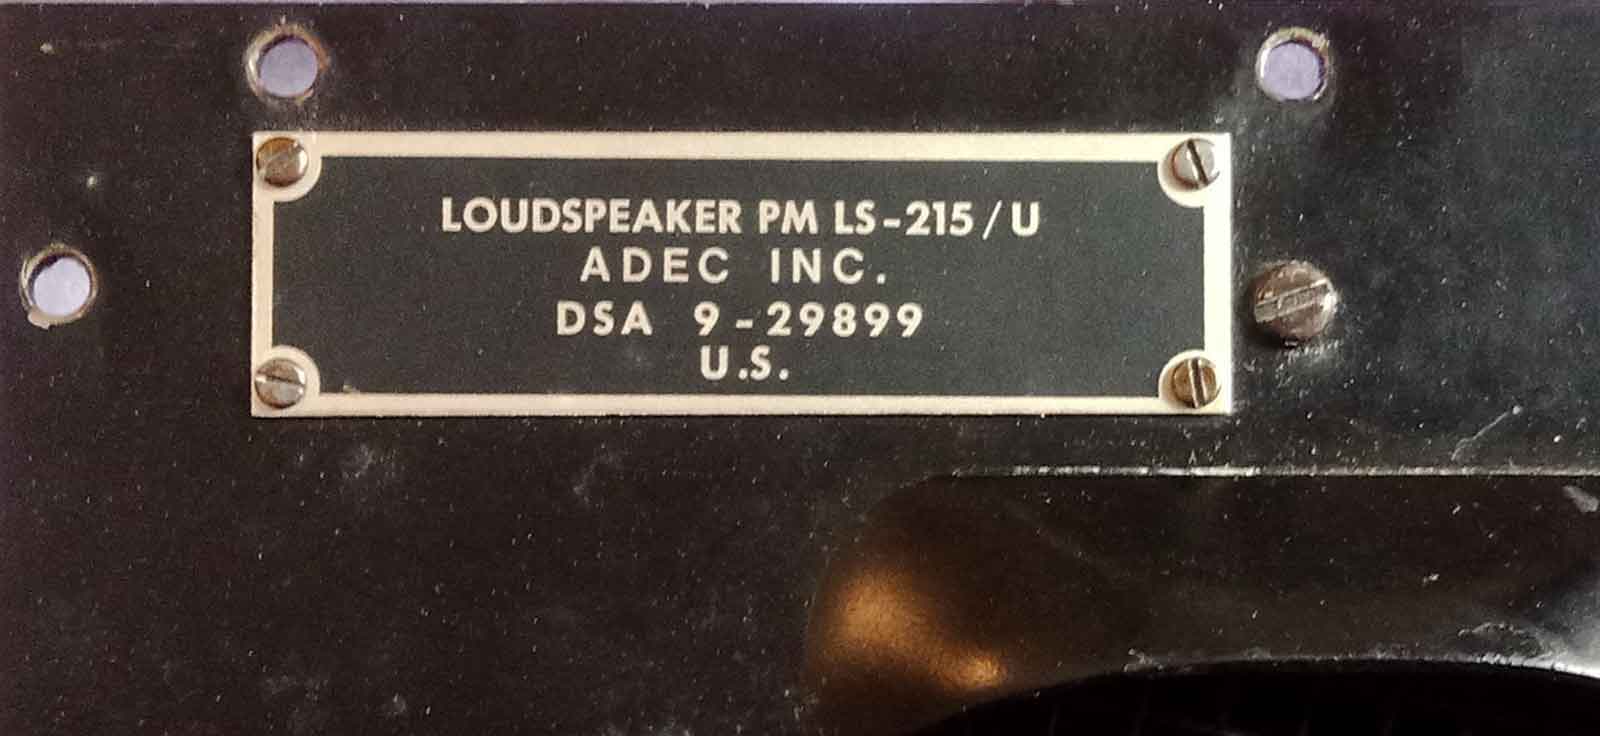 LOUDSPEAKER PM LS-215/U
ADEC INC.
DSA 9-29899
U.S.